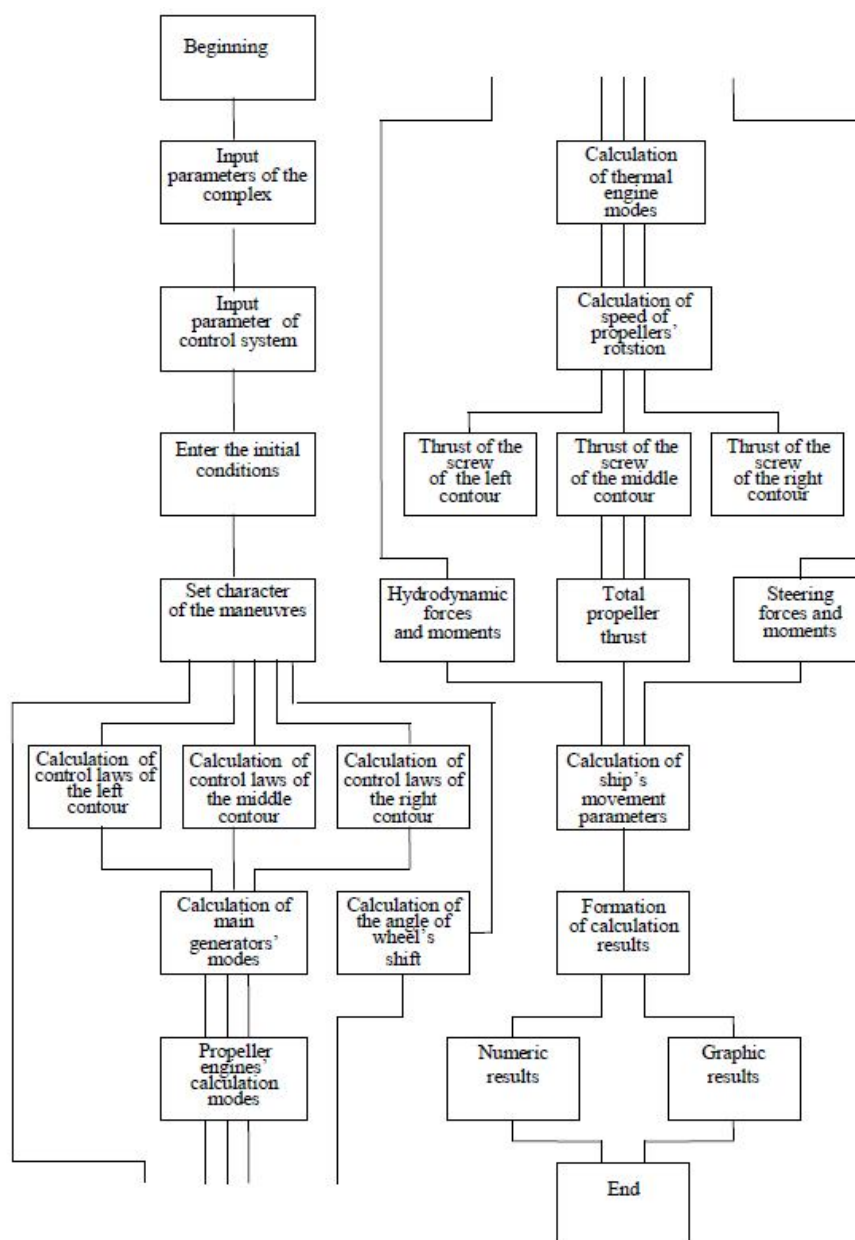 Beginning
Input
parameters of the
complex
Input
parameter of
control system
Enter the initial
conditions
Set character
of the maneuvres
Calculation of
control laws of
the left
contour
Calculation of
control laws of
the middle
contour
Calculation of
control laws of
the right
contour
Calculation of
main
generators’
modes
Calculation of
the angle of
wheel’s
shift
Propeller
engines’
calculation
modes
Calculation
of thermal
engine
modes
Calculation of
speed of
propellers’
rotstion
Thrust of the
screw
of the left
contour
Thrust of the
screw
of the middle
contour
Thrust of the
screw
of the right
contour
Hydrodynamic
forces
and moments
Total
propeller
thrust
Steering
forces and
moments
Calculation of
ship’s
movement
parameters
Formation
of calculation
results
Numeric
results
Graphic
results
End